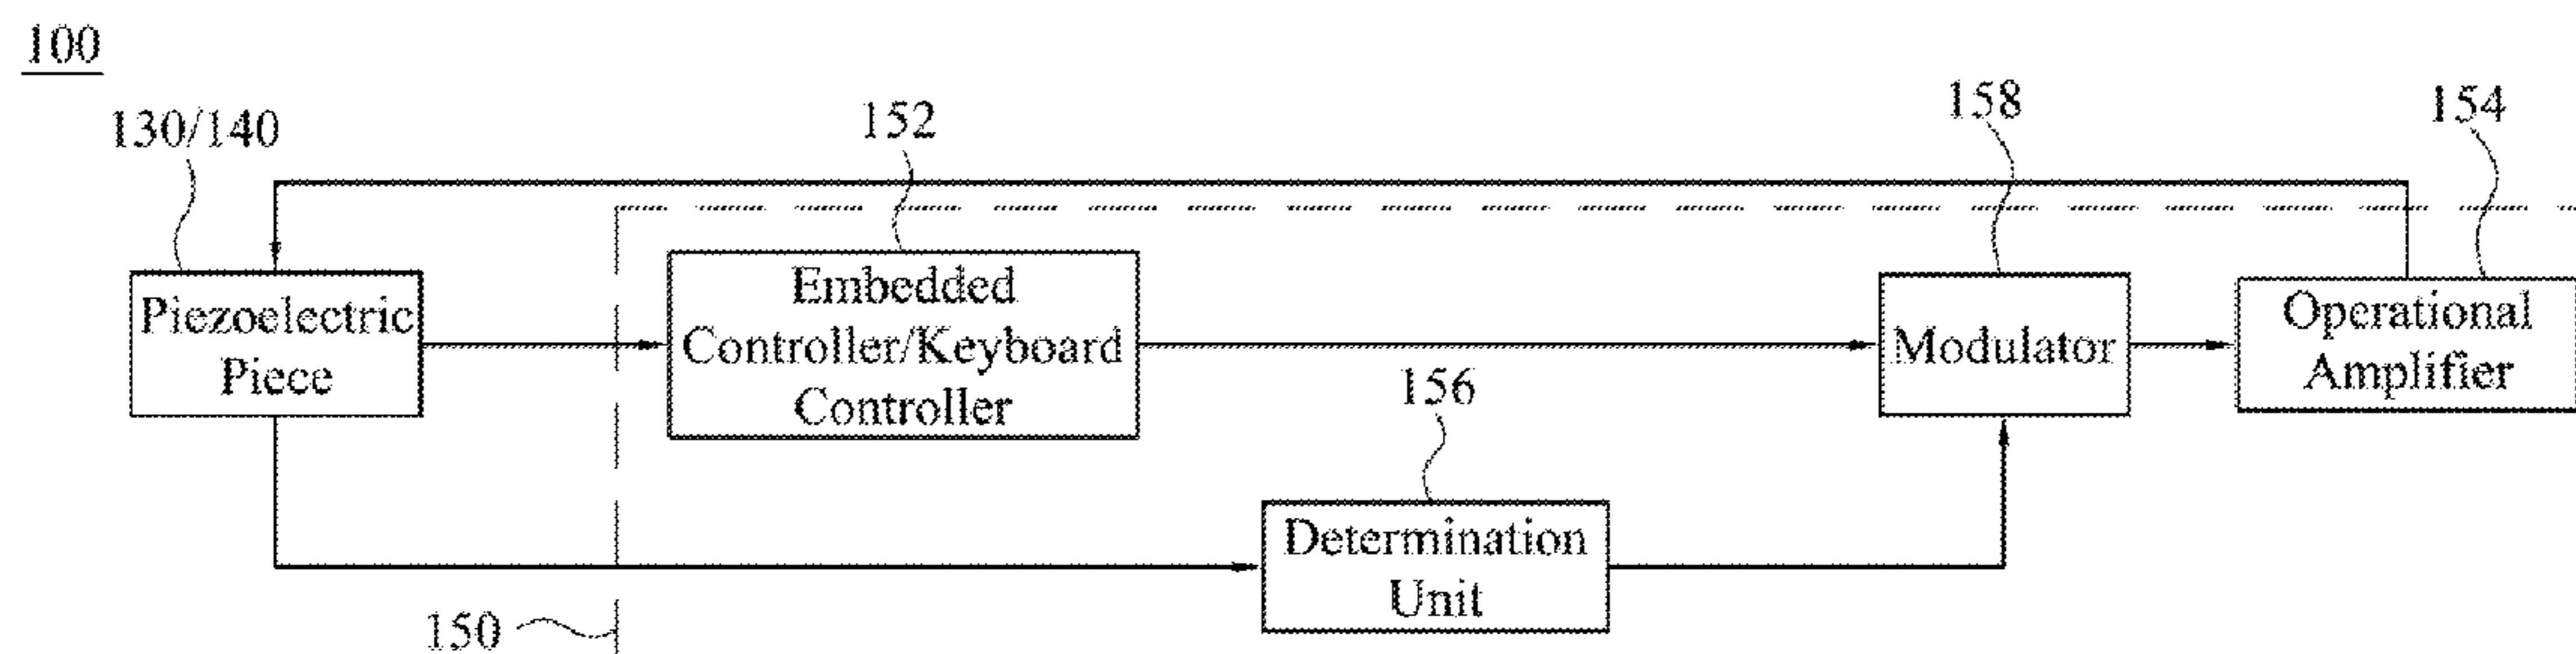 100
130/140
152
158
154
Piezoelectric
Piece
Embedded
Controller/Keyboard
Controller
Modulator
Operational
Amplifier
156
Determination
Unit
150